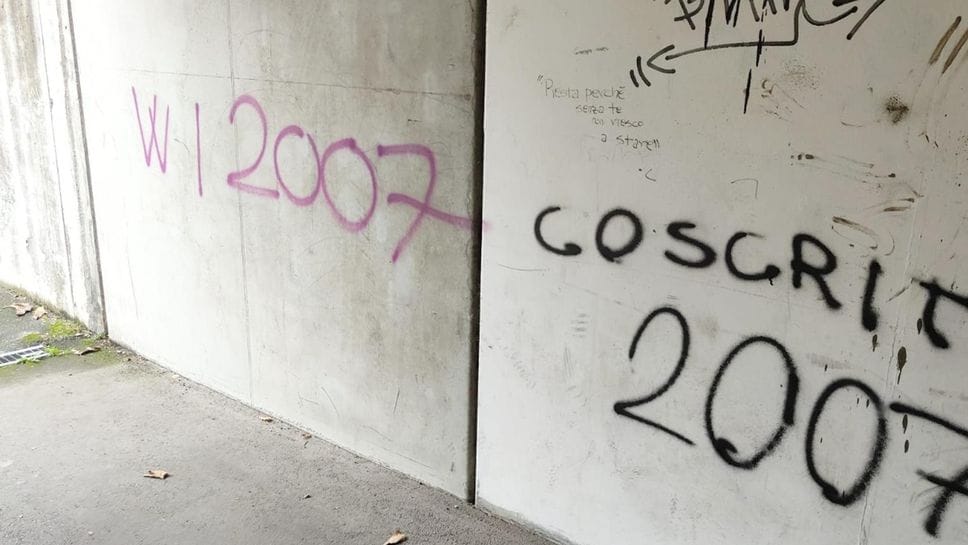 W I 2007
"Resta perchè
senza te
non riesco
a stare"
COSCRIT
2007